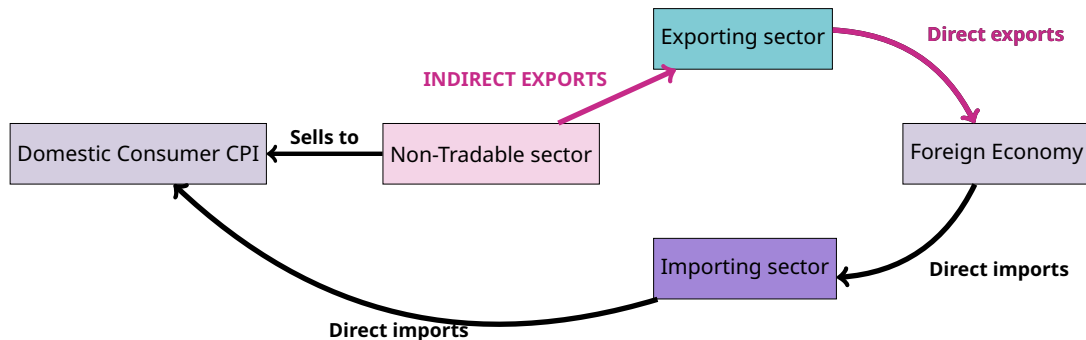 Exporting sector
Direct exports
INDIRECT EXPORTS
Sells to
Domestic Consumer CPI
Non-Tradable sector
Foreign Economy
Importing sector
Direct imports
Direct imports